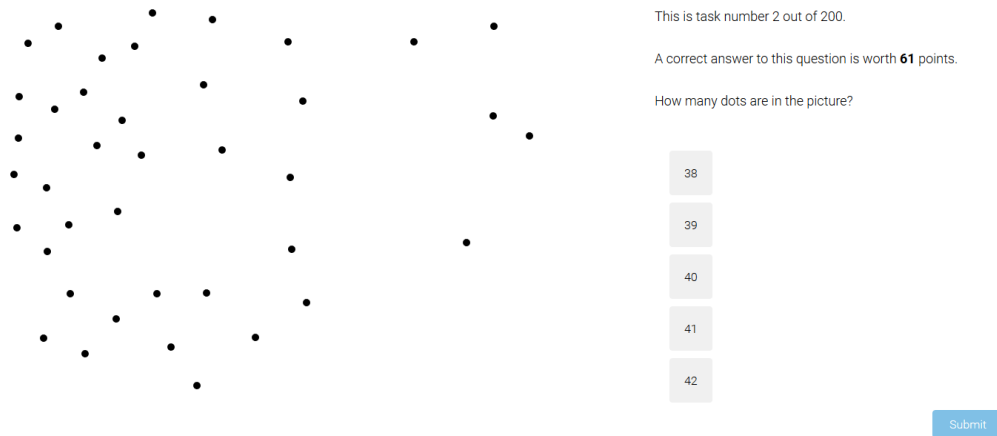 This is task number 2 out of 200.
A correct answer to this question is worth 61 points.
How many dots are in the picture?
38
39
40
41
42
Submit